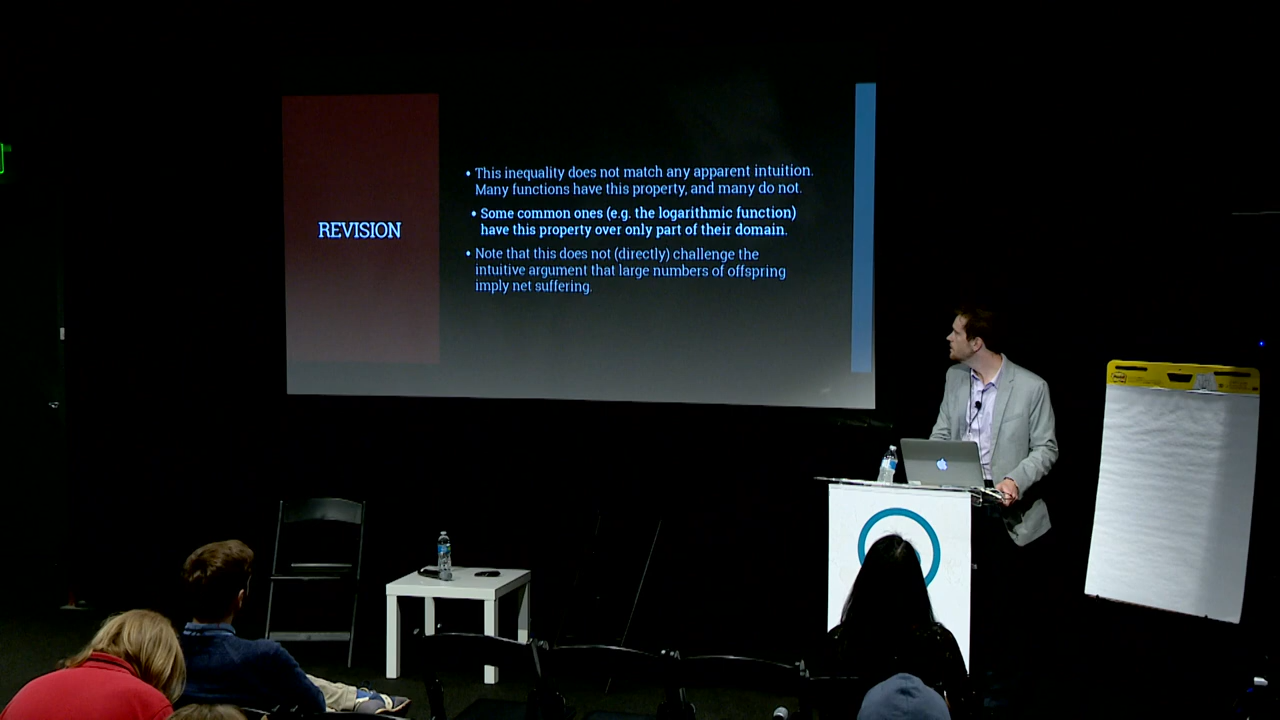 REVISION
• This inequality does not match any apparent intuition.
Many functions have this property, and many do not.
• Some common ones (e.g. the logarithmic function)
have this property over only part of their domain.
• Note that this does not (directly) challenge the
intuitive argument that large numbers of offspring
imply net suffering.